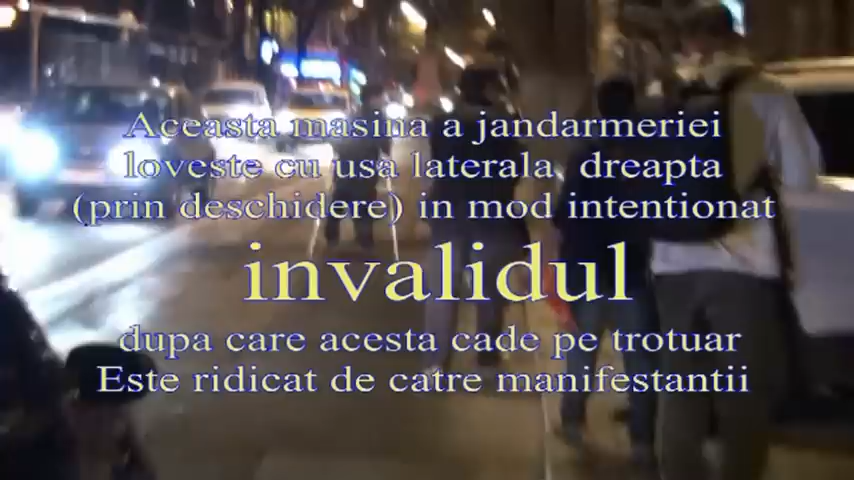 Aceasta masina a jandarmeriei
loveste cu usa laterala, dreapta
(prin deschidere) in mod intentionat
invalidul
dupa care acesta cade pe trotuar
Este ridicat de catre manifestantii